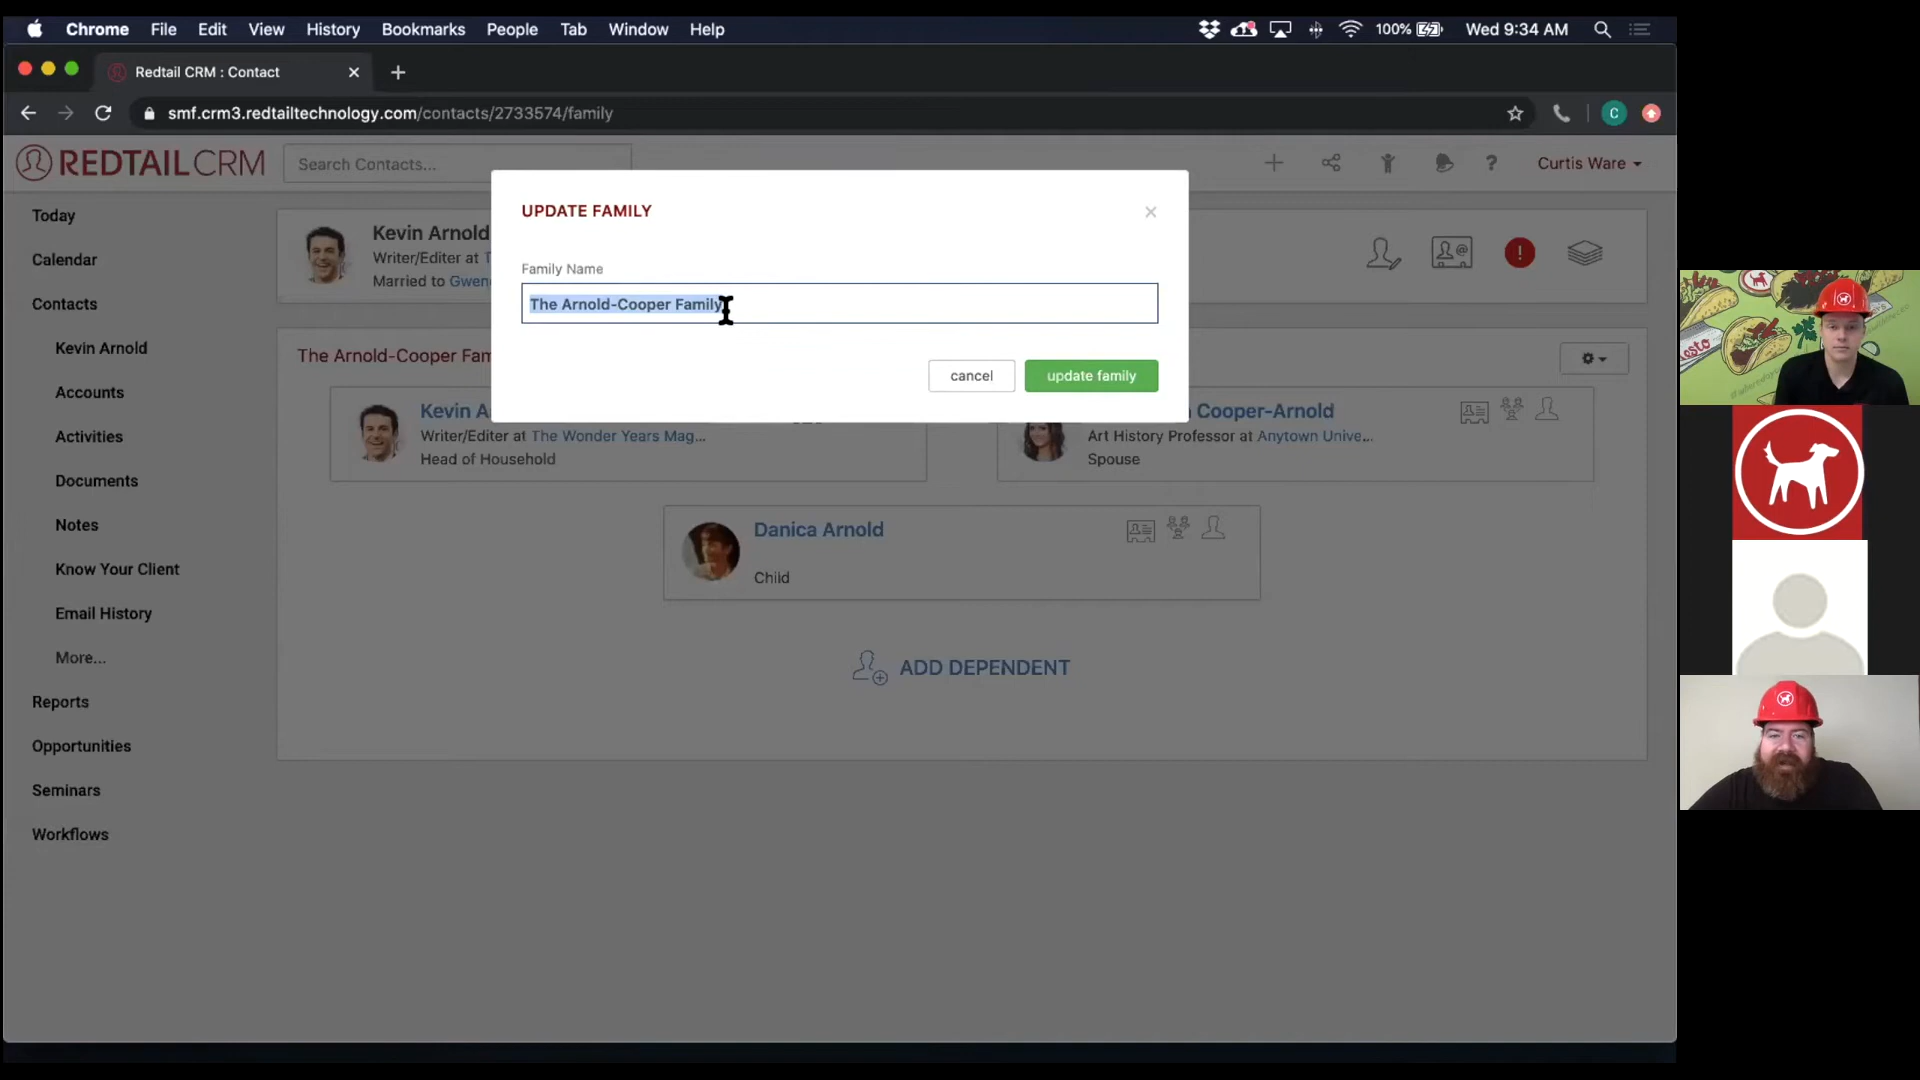 Chrome File Edit View History Bookmarks People Tab Window Help
100% Wed 9:34 AM
Redtail CRM : Contact
smf.crm3.redtailtechnology.com/contacts/2733574/family
C
REDTAIL CRM
Search Contacts...
?
Curtis Ware
Today
Calendar
Contacts
Kevin Arnold
Accounts
Activities
Documents
Notes
Know Your Client
Email History
More...
Reports
Opportunities
Seminars
Workflows
Kevin Arnold
Writer/Editer at
Married to Gwen
UPDATE FAMILY
Family Name
The Arnold-Cooper Family
cancel
update family
The Arnold-Cooper Fam
Kevin A
Writer/Editer at The Wonder Years Mag...
Head of Household
Cooper-Arnold
Art History Professor at Anytown Unive...
Spouse
Danica Arnold
Child
ADD DEPENDENT